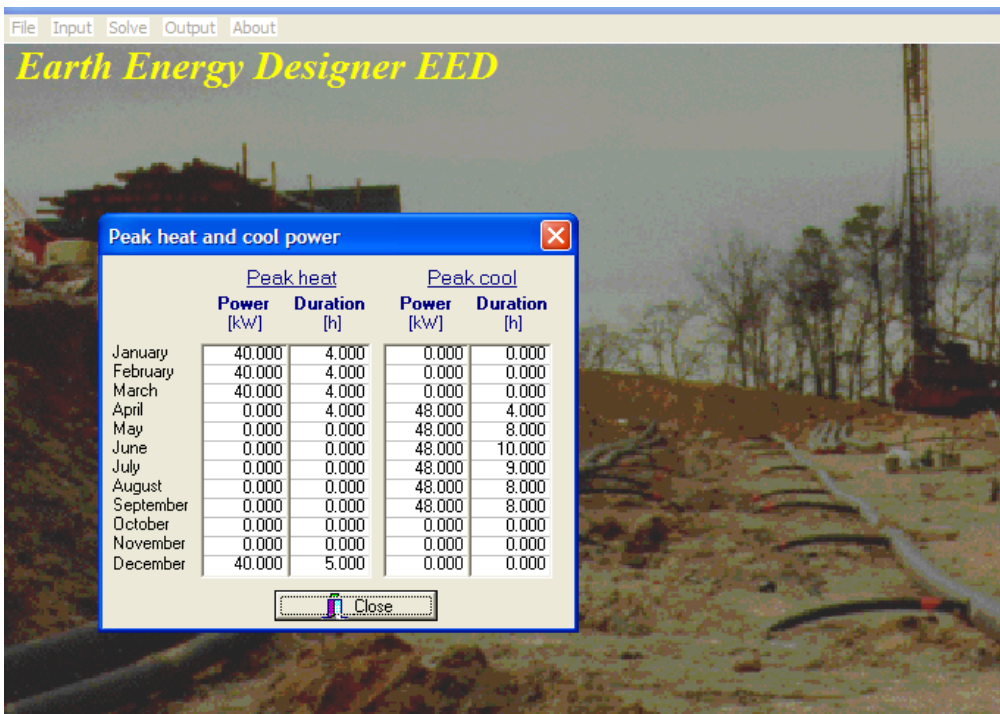 File Input Solve Output About
Earth Energy Designer EED
Peak heat and cool power
Peak heat Peak cool
Power Duration Power Duration
[kW] [h] [kW] [h]
January 40.000 4.000 0.000 0.000
February 40.000 4.000 0.000 0.000
March 40.000 4.000 0.000 0.000
April 0.000 4.000 48.000 4.000
May 0.000 0.000 48.000 8.000
June 0.000 0.000 48.000 10.000
July 0.000 0.000 48.000 9.000
August 0.000 0.000 48.000 8.000
September 0.000 0.000 48.000 8.000
October 0.000 0.000 0.000 0.000
November 0.000 0.000 0.000 0.000
December 40.000 5.000 0.000 0.000
Close